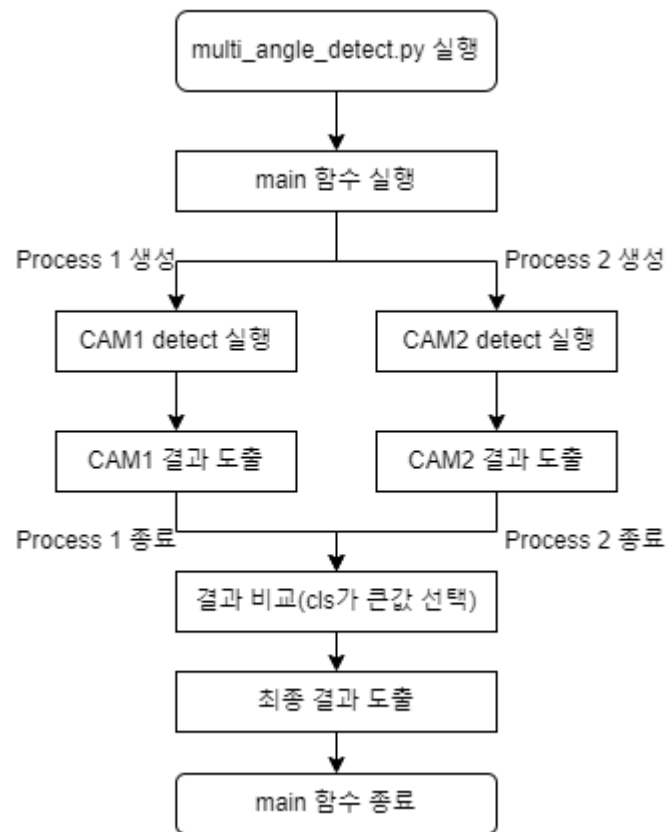 multi_angle_detect.py 실행
main 함수 실행
Process 1 생성
Process 2 생성
CAM1 detect 실행
CAM2 detect 실행
CAM1 결과 도출
CAM2 결과 도출
Process 1 종료
Process 2 종료
결과 비교(cls가 큰값 선택)
최종 결과 도출
main 함수 종료